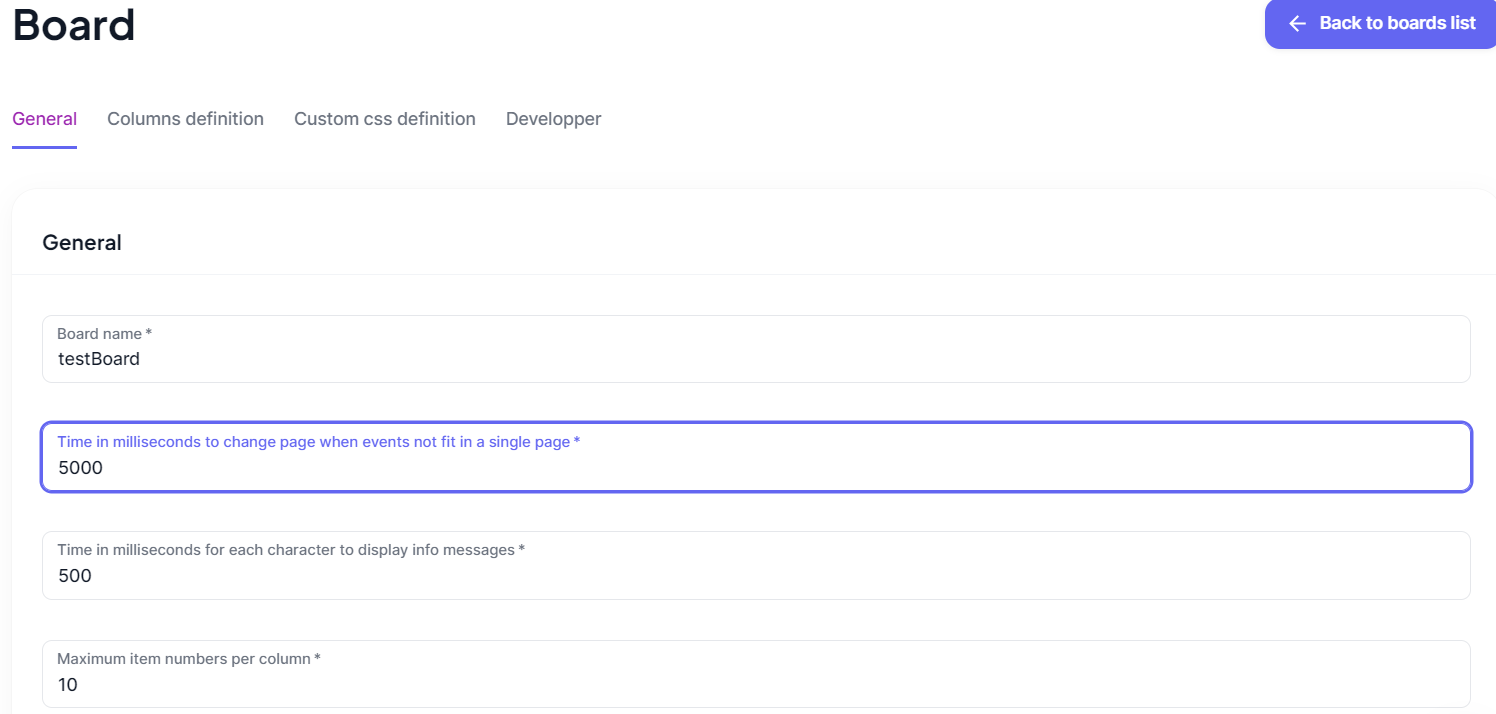 Board
Back to boards list
General Columns definition Custom css definition Developper
General
Board name *
testBoard
Time in milliseconds to change page when events not fit in a single page *
5000
Time in milliseconds for each character to display info messages *
500
Maximum item numbers per column *
10